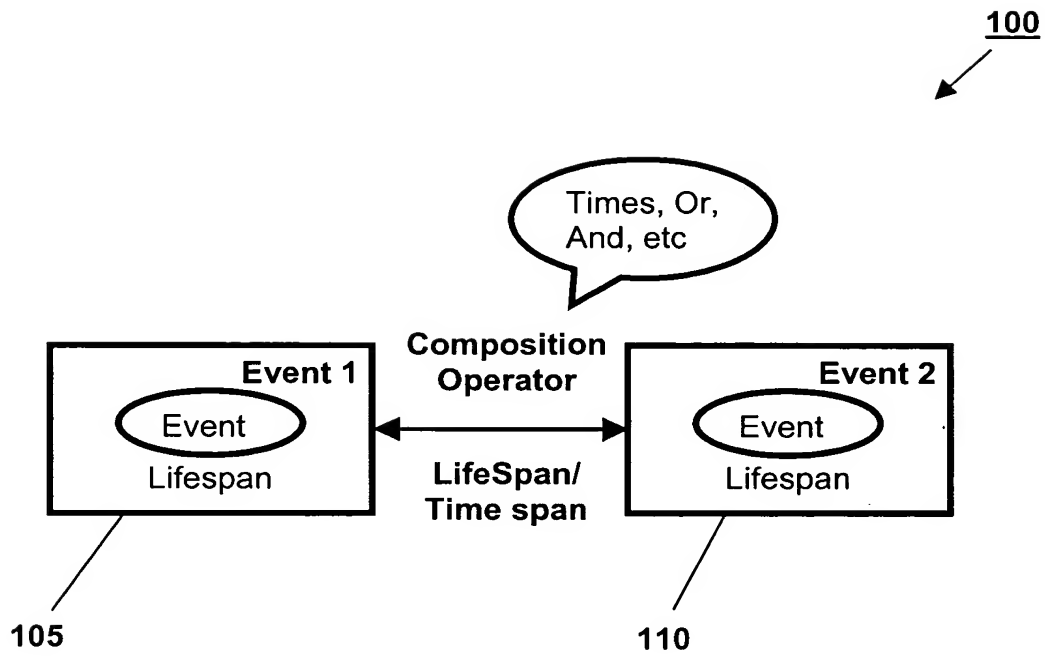 100
Times, Or,
And, etc
Composition
Operator
Event 1
Event
Lifespan
LifeSpan/
Time span
Event 2
Event
Lifespan
105
110